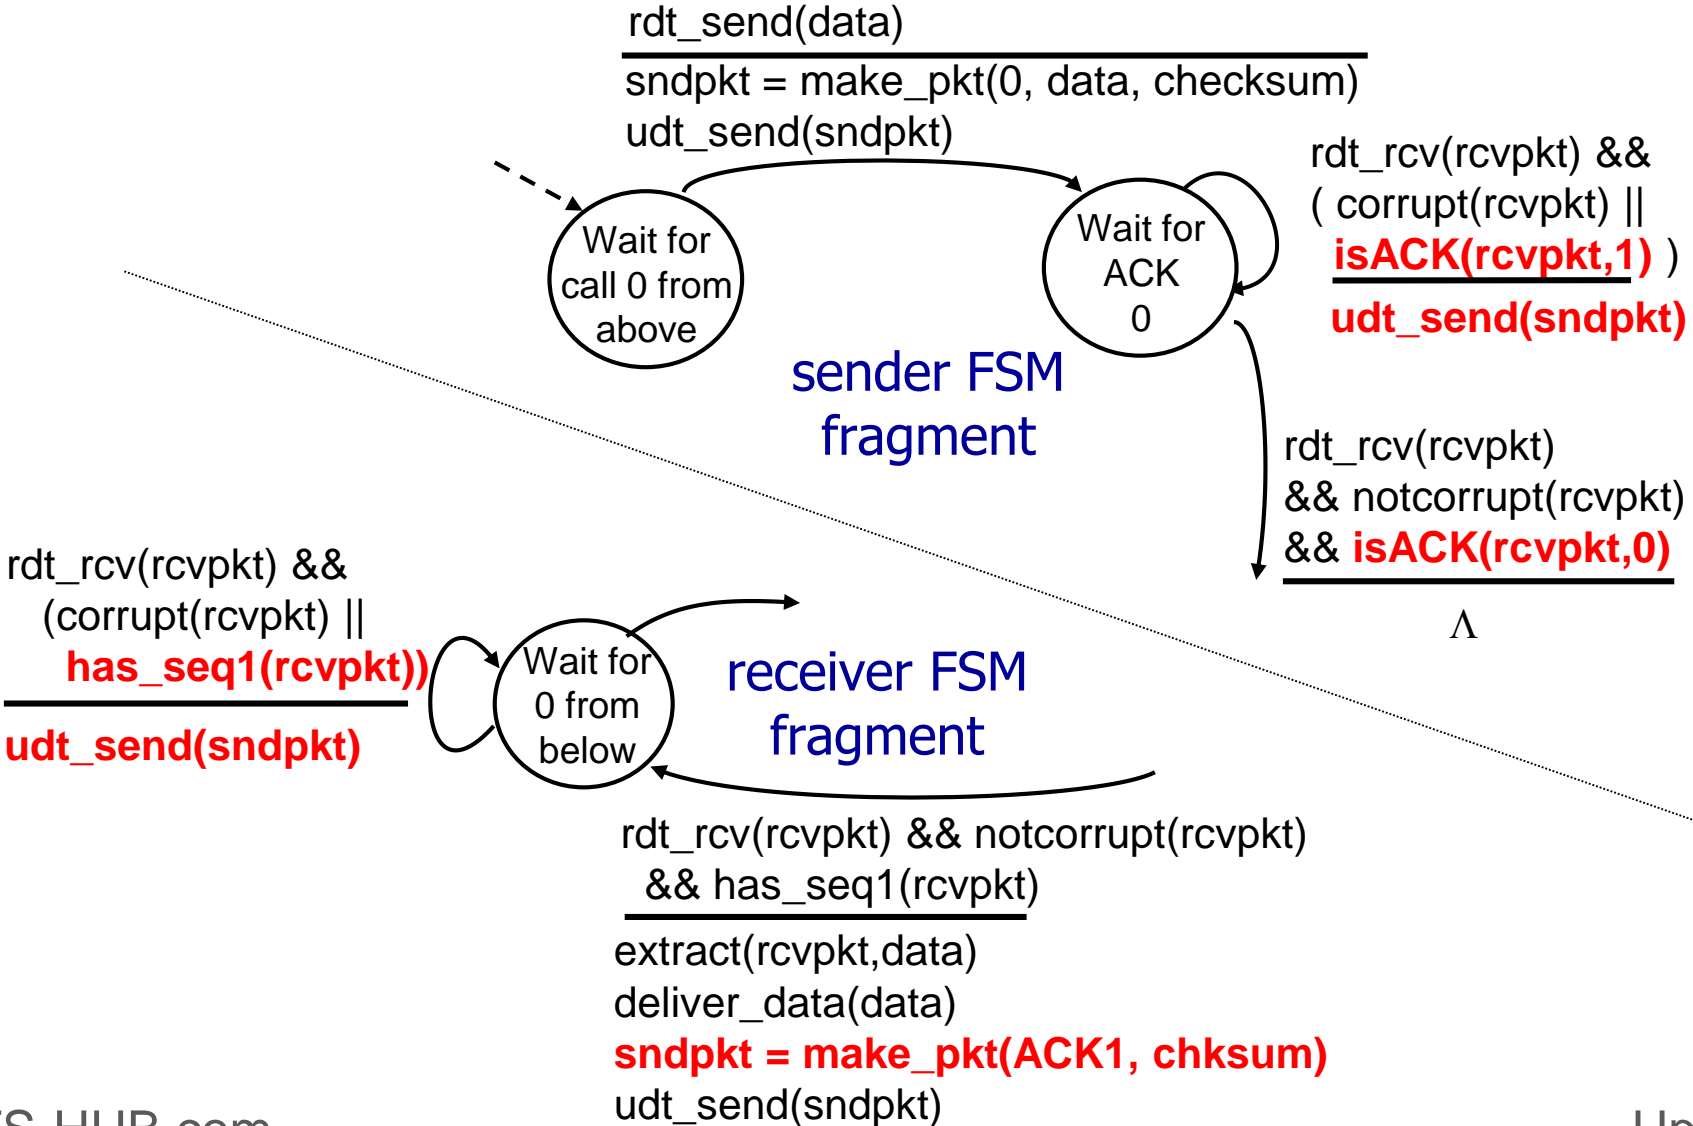 rdt_send(data)
sndpkt = make_pkt(0, data, checksum)
udt_send(sndpkt)
rdt_rcv(rcvpkt) &&
( corrupt(rcvpkt) ||
isACK(rcvpkt,1) )
udt_send(sndpkt)
Wait for
call 0 from
above
Wait for
ACK
0
sender FSM
fragment
rdt_rcv(rcvpkt)
&& notcorrupt(rcvpkt)
&& isACK(rcvpkt,0)
Λ
rdt_rcv(rcvpkt) &&
(corrupt(rcvpkt) ||
has_seq1(rcvpkt))
udt_send(sndpkt)
Wait for
0 from
below
receiver FSM
fragment
rdt_rcv(rcvpkt) && notcorrupt(rcvpkt)
&& has_seq1(rcvpkt)
extract(rcvpkt,data)
deliver_data(data)
sndpkt = make_pkt(ACK1, chksum)
udt_send(sndpkt)